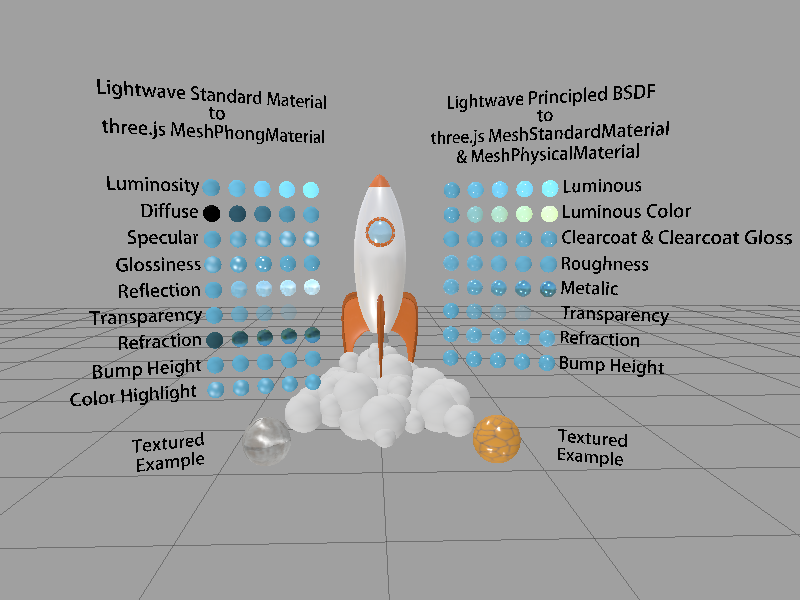 Lightwave Standard Material
to
three.js MeshPhongMaterial
Luminosity
Diffuse
Specular
Glossiness
Reflection
Transparency
Refraction
Bump Height
Color Highlight
Textured
Example
Lightwave Principled BSDF
to
three.js MeshStandardMaterial
& MeshPhysicalMaterial
Luminous
Luminous Color
Clearcoat & Clearcoat Gloss
Roughness
Metalic
Transparency
Refraction
Bump Height
Textured
Example